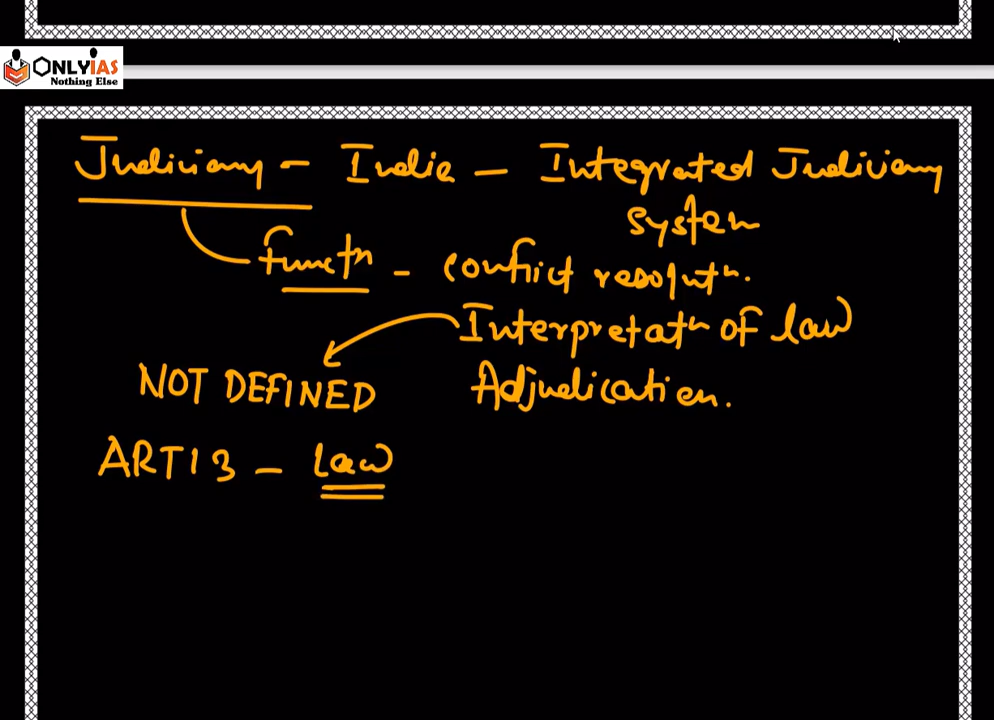 ONLYIAS
Nothing Else
Judiciary - India - Integrated Judiciary
system
Functn - conflict resolutn.
Interpretatn of law
NOT DEFINED Adjudication.
ART 13 - Law